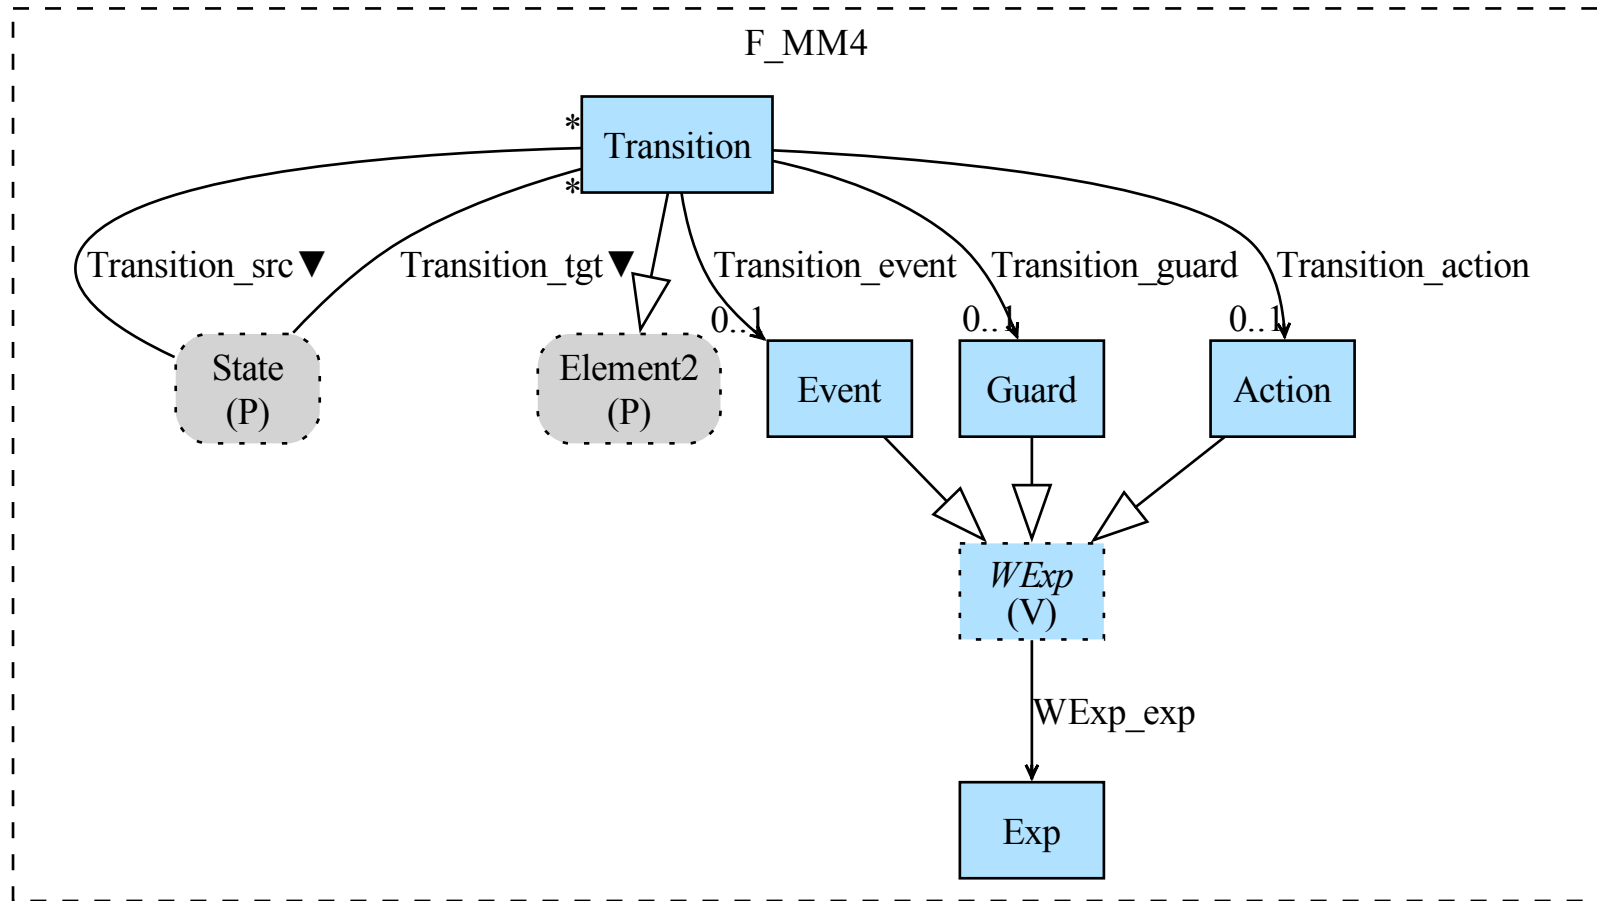 F_MM4
*
Transition
*
Transition_src▼
Transition_tgt▼
Transition_event
Transition_guard
Transition_action
0..1
0..1
0..1
State
(P)
Element2
(P)
Event
Guard
Action
WExp
(V)
WExp_exp
Exp